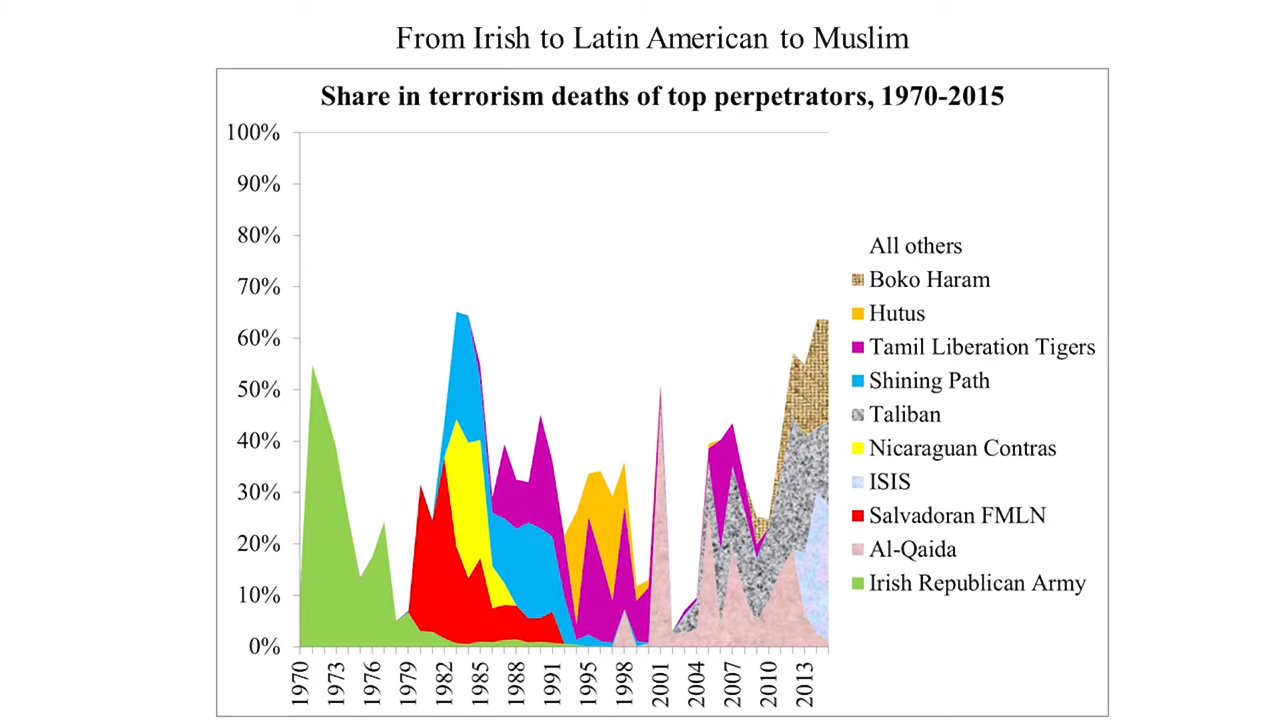 From Irish to Latin American to Muslim
Share in terrorism deaths of top perpetrators, 1970-2015
100%
90%
80%
70%
60%
50%
40%
30%
20%
10%
0%
1970
1973
1976
1979
1982
1985
1988
1991
1995
1998
2001
2004
2007
2010
2013
All others
Boko Haram
Hutus
Tamil Liberation Tigers
Shining Path
Taliban
Nicaraguan Contras
ISIS
Salvadoran FMLN
Al-Qaida
Irish Republican Army